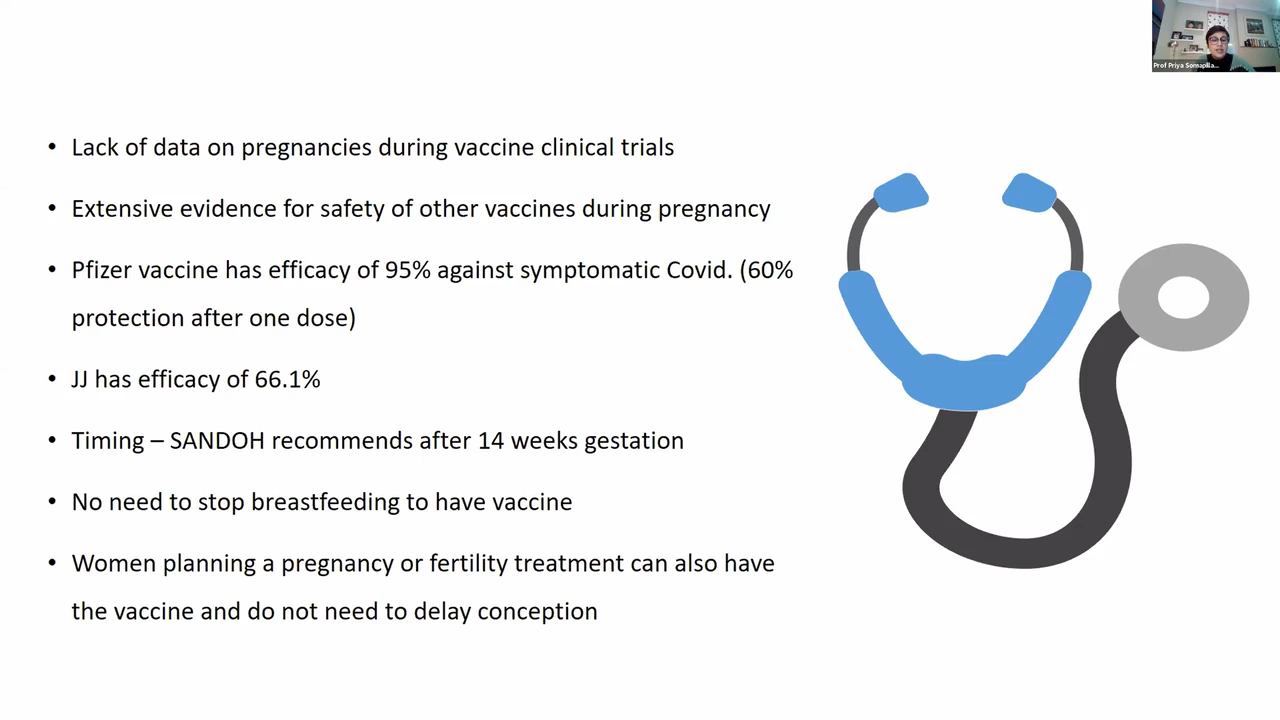 Prof Priya Somapilla...
• Lack of data on pregnancies during vaccine clinical trials
• Extensive evidence for safety of other vaccines during pregnancy
• Pfizer vaccine has efficacy of 95% against symptomatic Covid. (60%
protection after one dose)
• JJ has efficacy of 66.1%
• Timing – SANDOH recommends after 14 weeks gestation
• No need to stop breastfeeding to have vaccine
• Women planning a pregnancy or fertility treatment can also have
the vaccine and do not need to delay conception